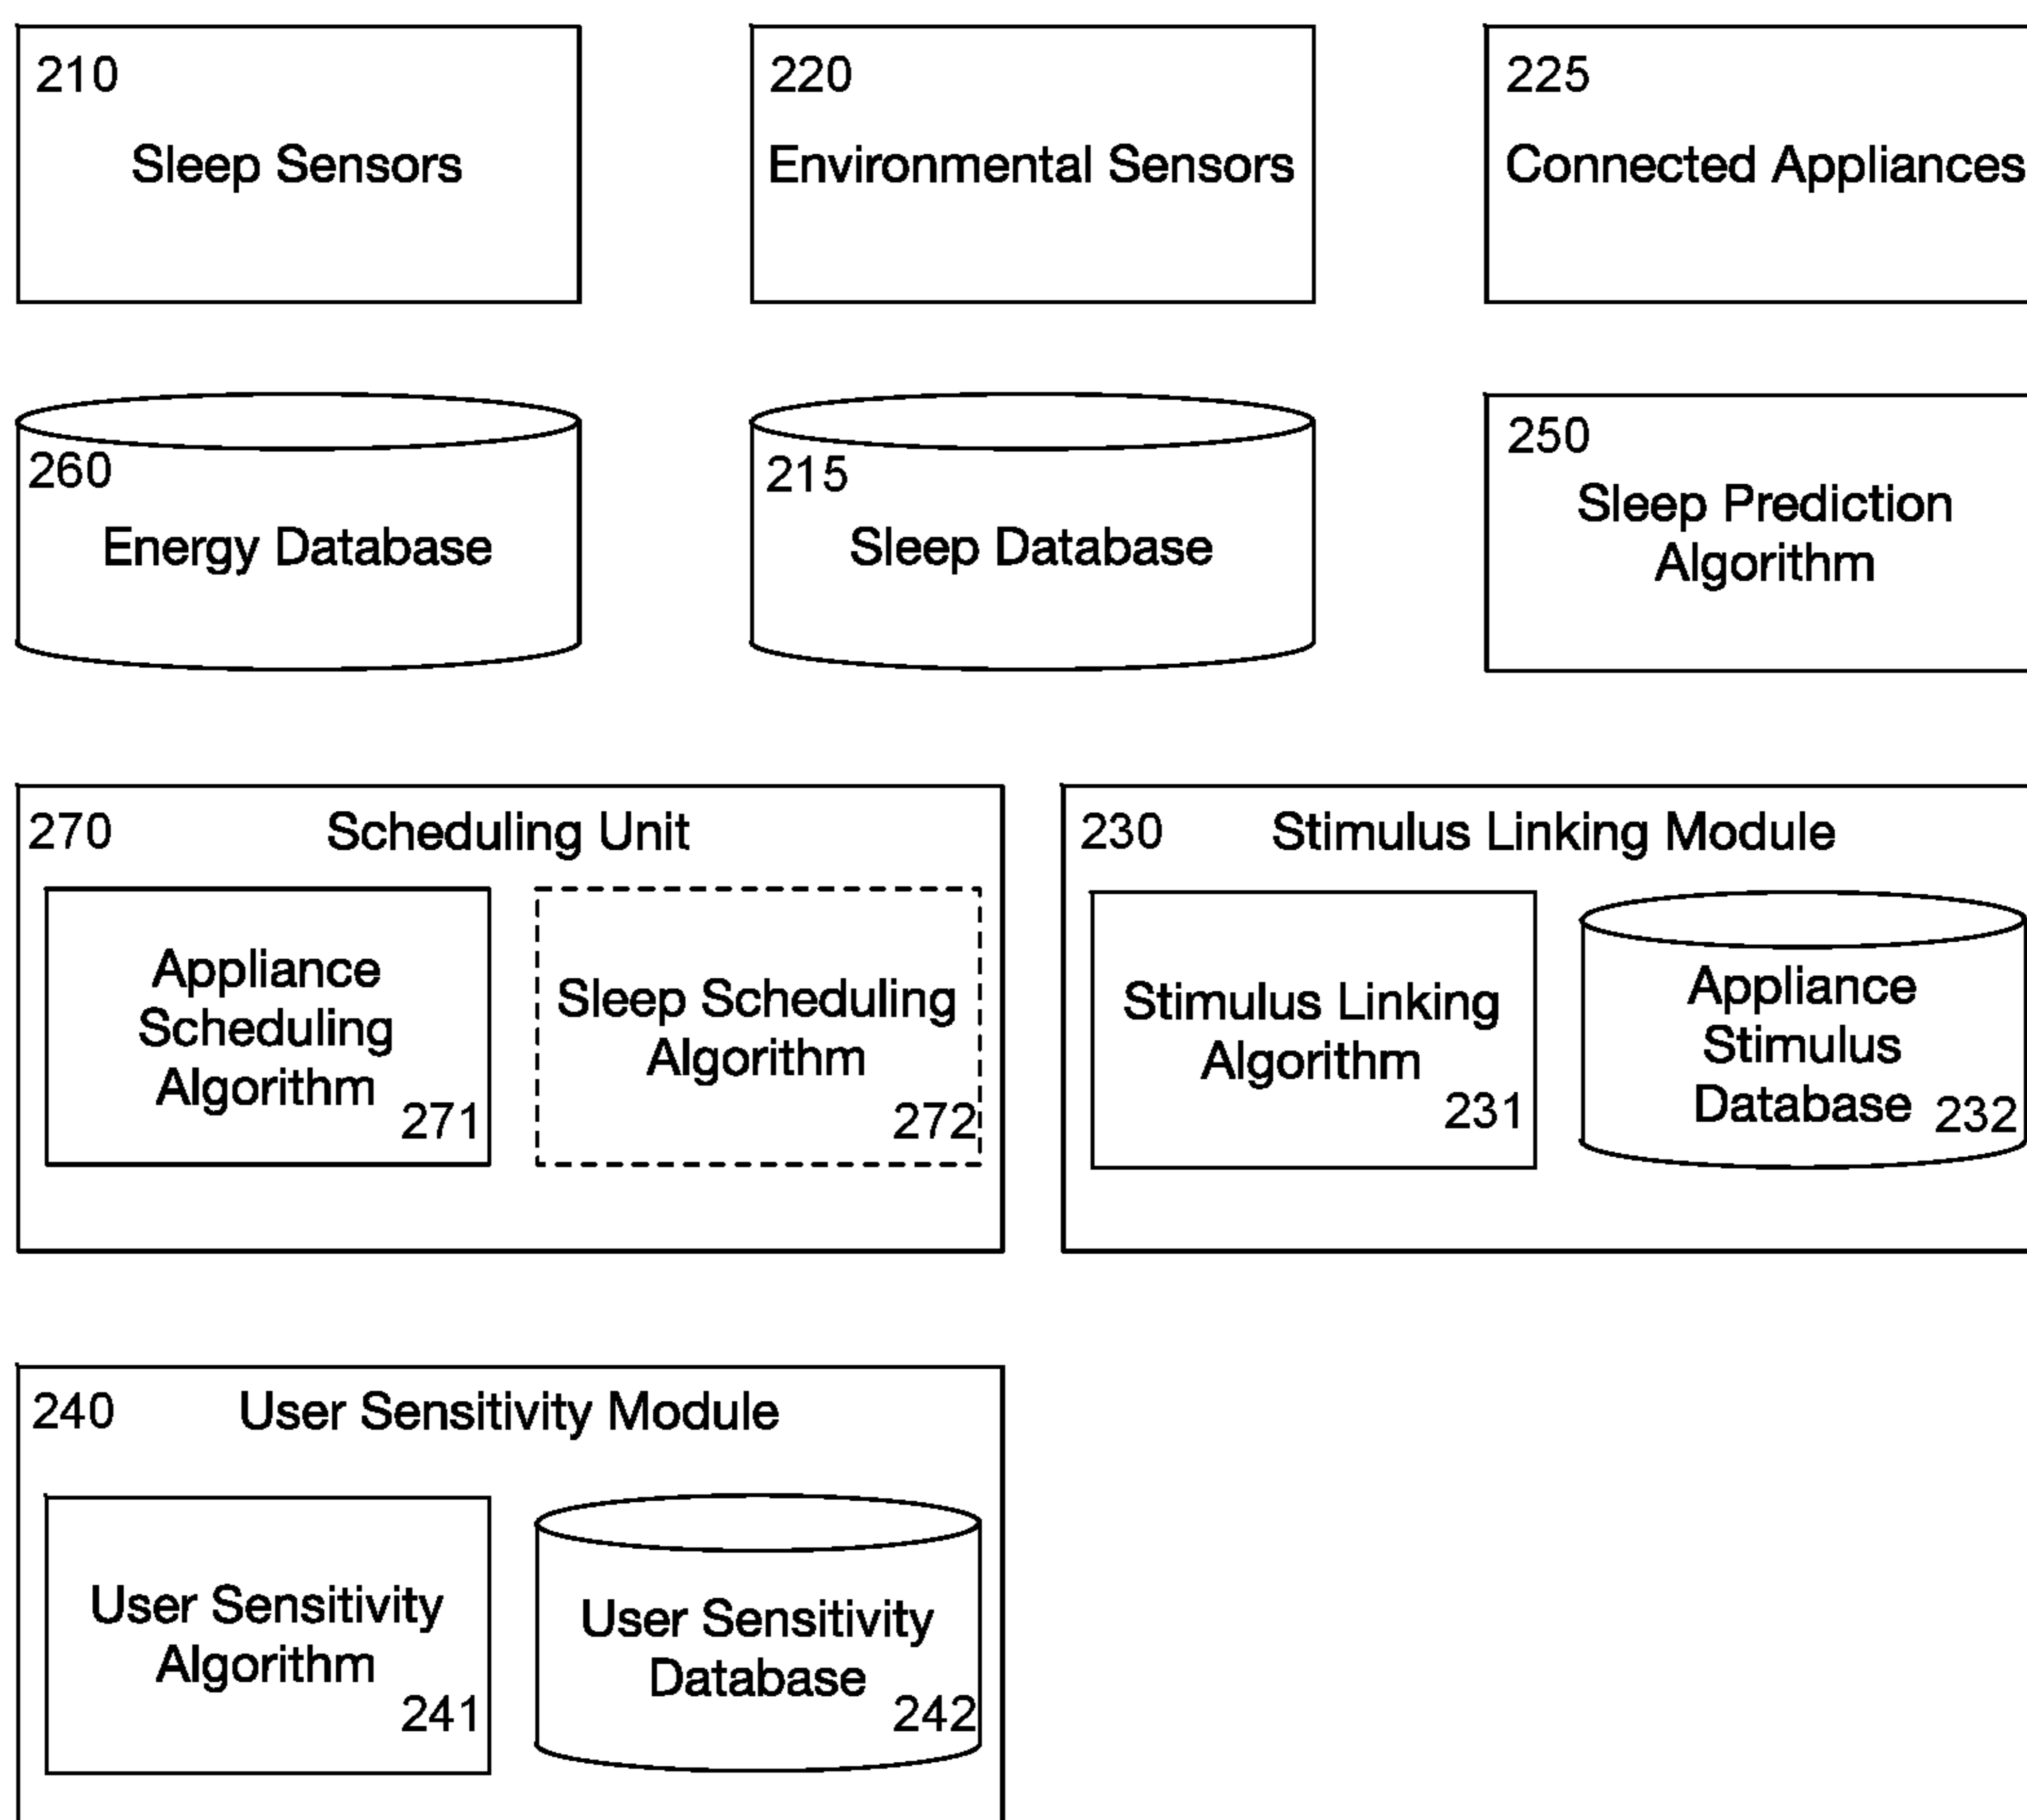 210
Sleep Sensors
220
Environmental Sensors
225
Connected Appliances
260
Energy Database
215
Sleep Database
250
Sleep Prediction
Algorithm
270
Scheduling Unit
Appliance
Scheduling
Algorithm
271
Sleep Scheduling
Algorithm
272
230
Stimulus Linking Module
Stimulus Linking
Algorithm
231
Appliance
Stimulus
Database
232
240
User Sensitivity Module
User Sensitivity
Algorithm
241
User Sensitivity
Database
242